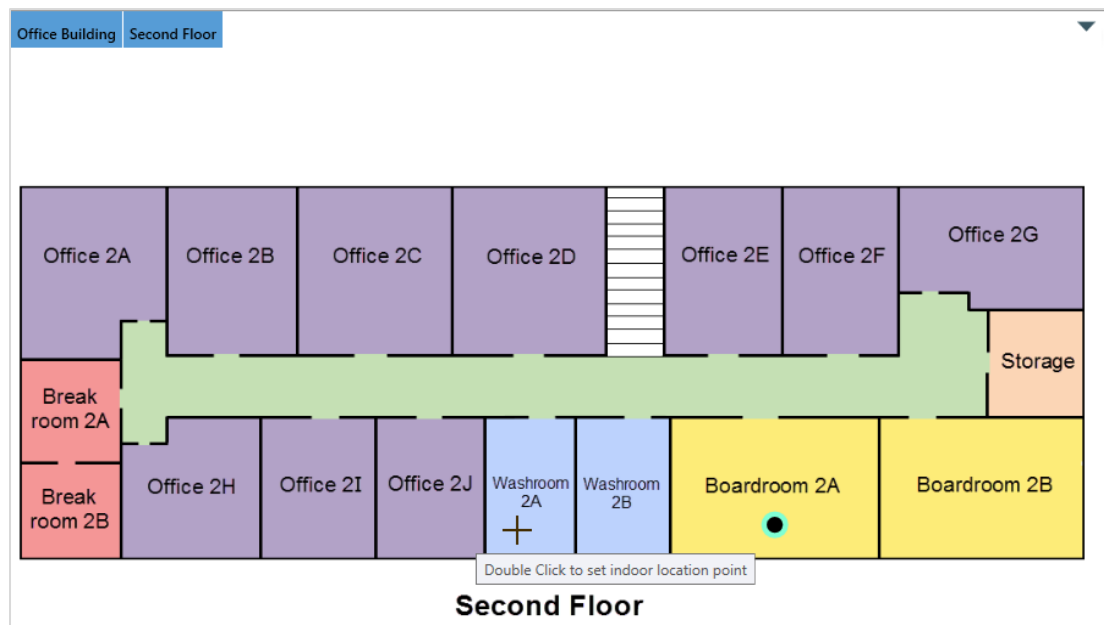 Office Building
Second Floor
Office 2A
Office 2B
Office 2C
Office 2D
Office 2E
Office 2F
Office 2G
Storage
Break
room 2A
Break
room 2B
Office 2H
Office 2I
Office 2J
Washroom
2A
Washroom
2B
Boardroom 2A
Boardroom 2B
Double Click to set indoor location point
Second Floor